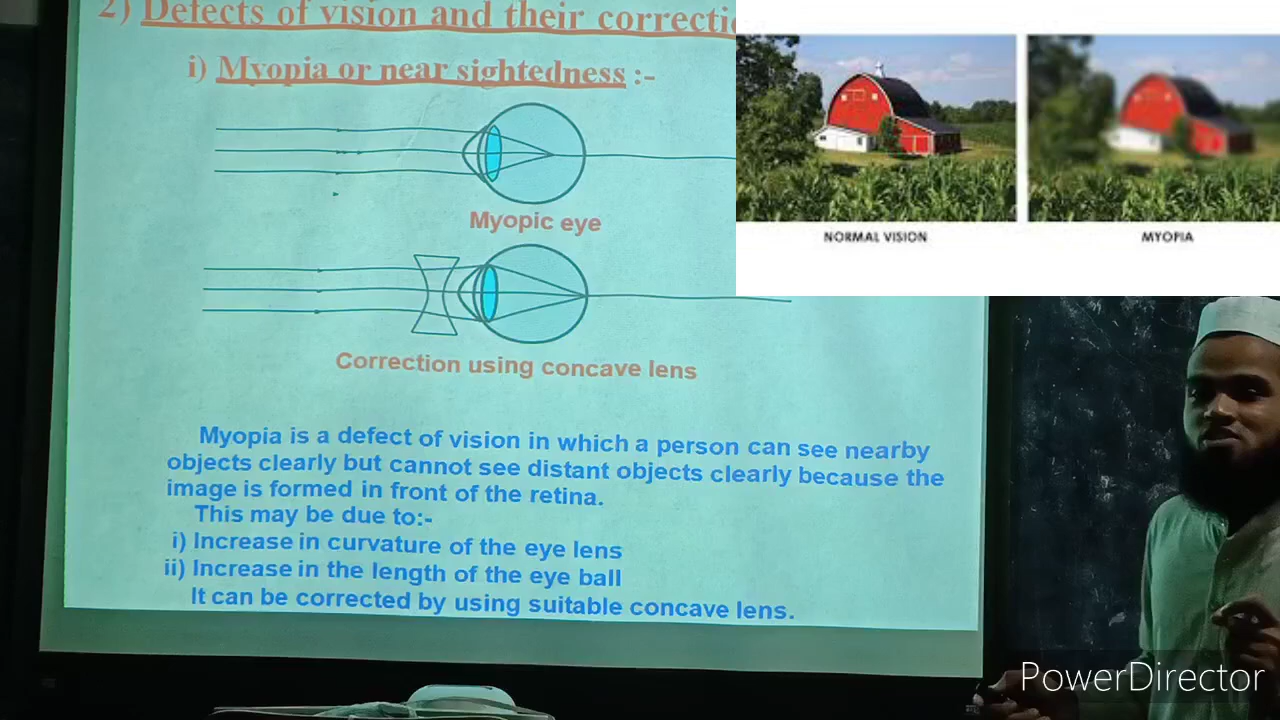 2) Defects of vision and their correcti
i) Myopia or near sightedness :-
NORMAL VISION
MYOPIA
Myopic eye
Correction using concave lens
Myopia is a defect of vision in which a person can see nearby
objects clearly but cannot see distant objects clearly because the
image is formed in front of the retina.
This may be due to:-
i) Increase in curvature of the eye lens
ii) Increase in the length of the eye ball
It can be corrected by using suitable concave lens.
PowerDirector